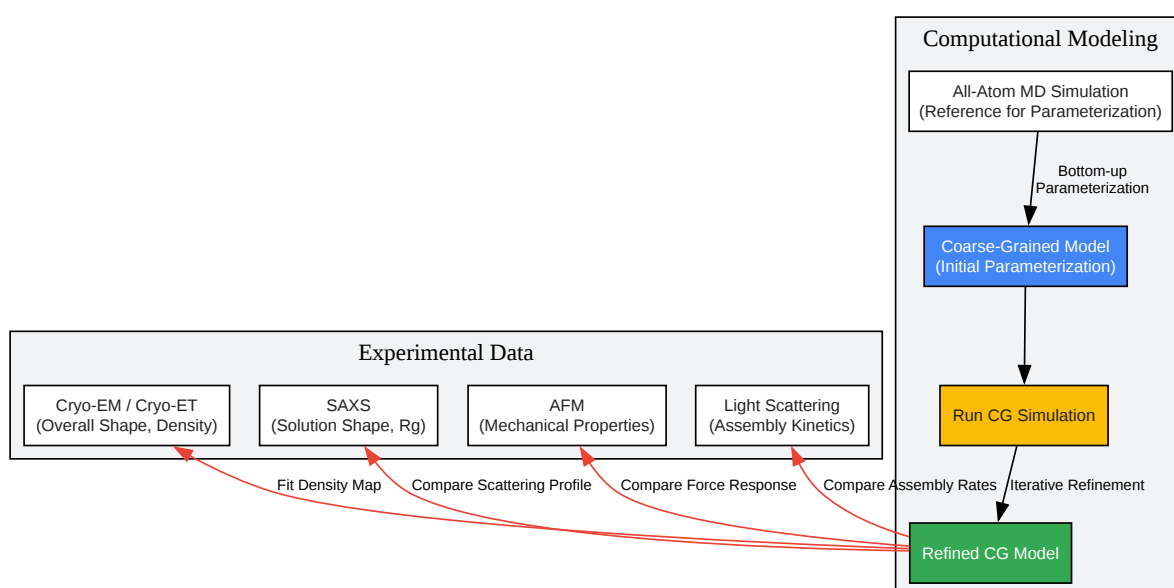 Computational Modeling
All-Atom MD Simulation
(Reference for Parameterization)
Bottom-up
Parameterization
Coarse-Grained Model
(Initial Parameterization)
Experimental Data
Cryo-EM / Cryo-ET
(Overall Shape, Density)
SAXS
(Solution Shape, Rg)
AFM
(Mechanical Properties)
Light Scattering
(Assembly Kinetics)
Run CG Simulation
Fit Density Map
Compare Scattering Profile
Compare Force Response
Compare Assembly Rates
Iterative Refinement
Refined CG Model